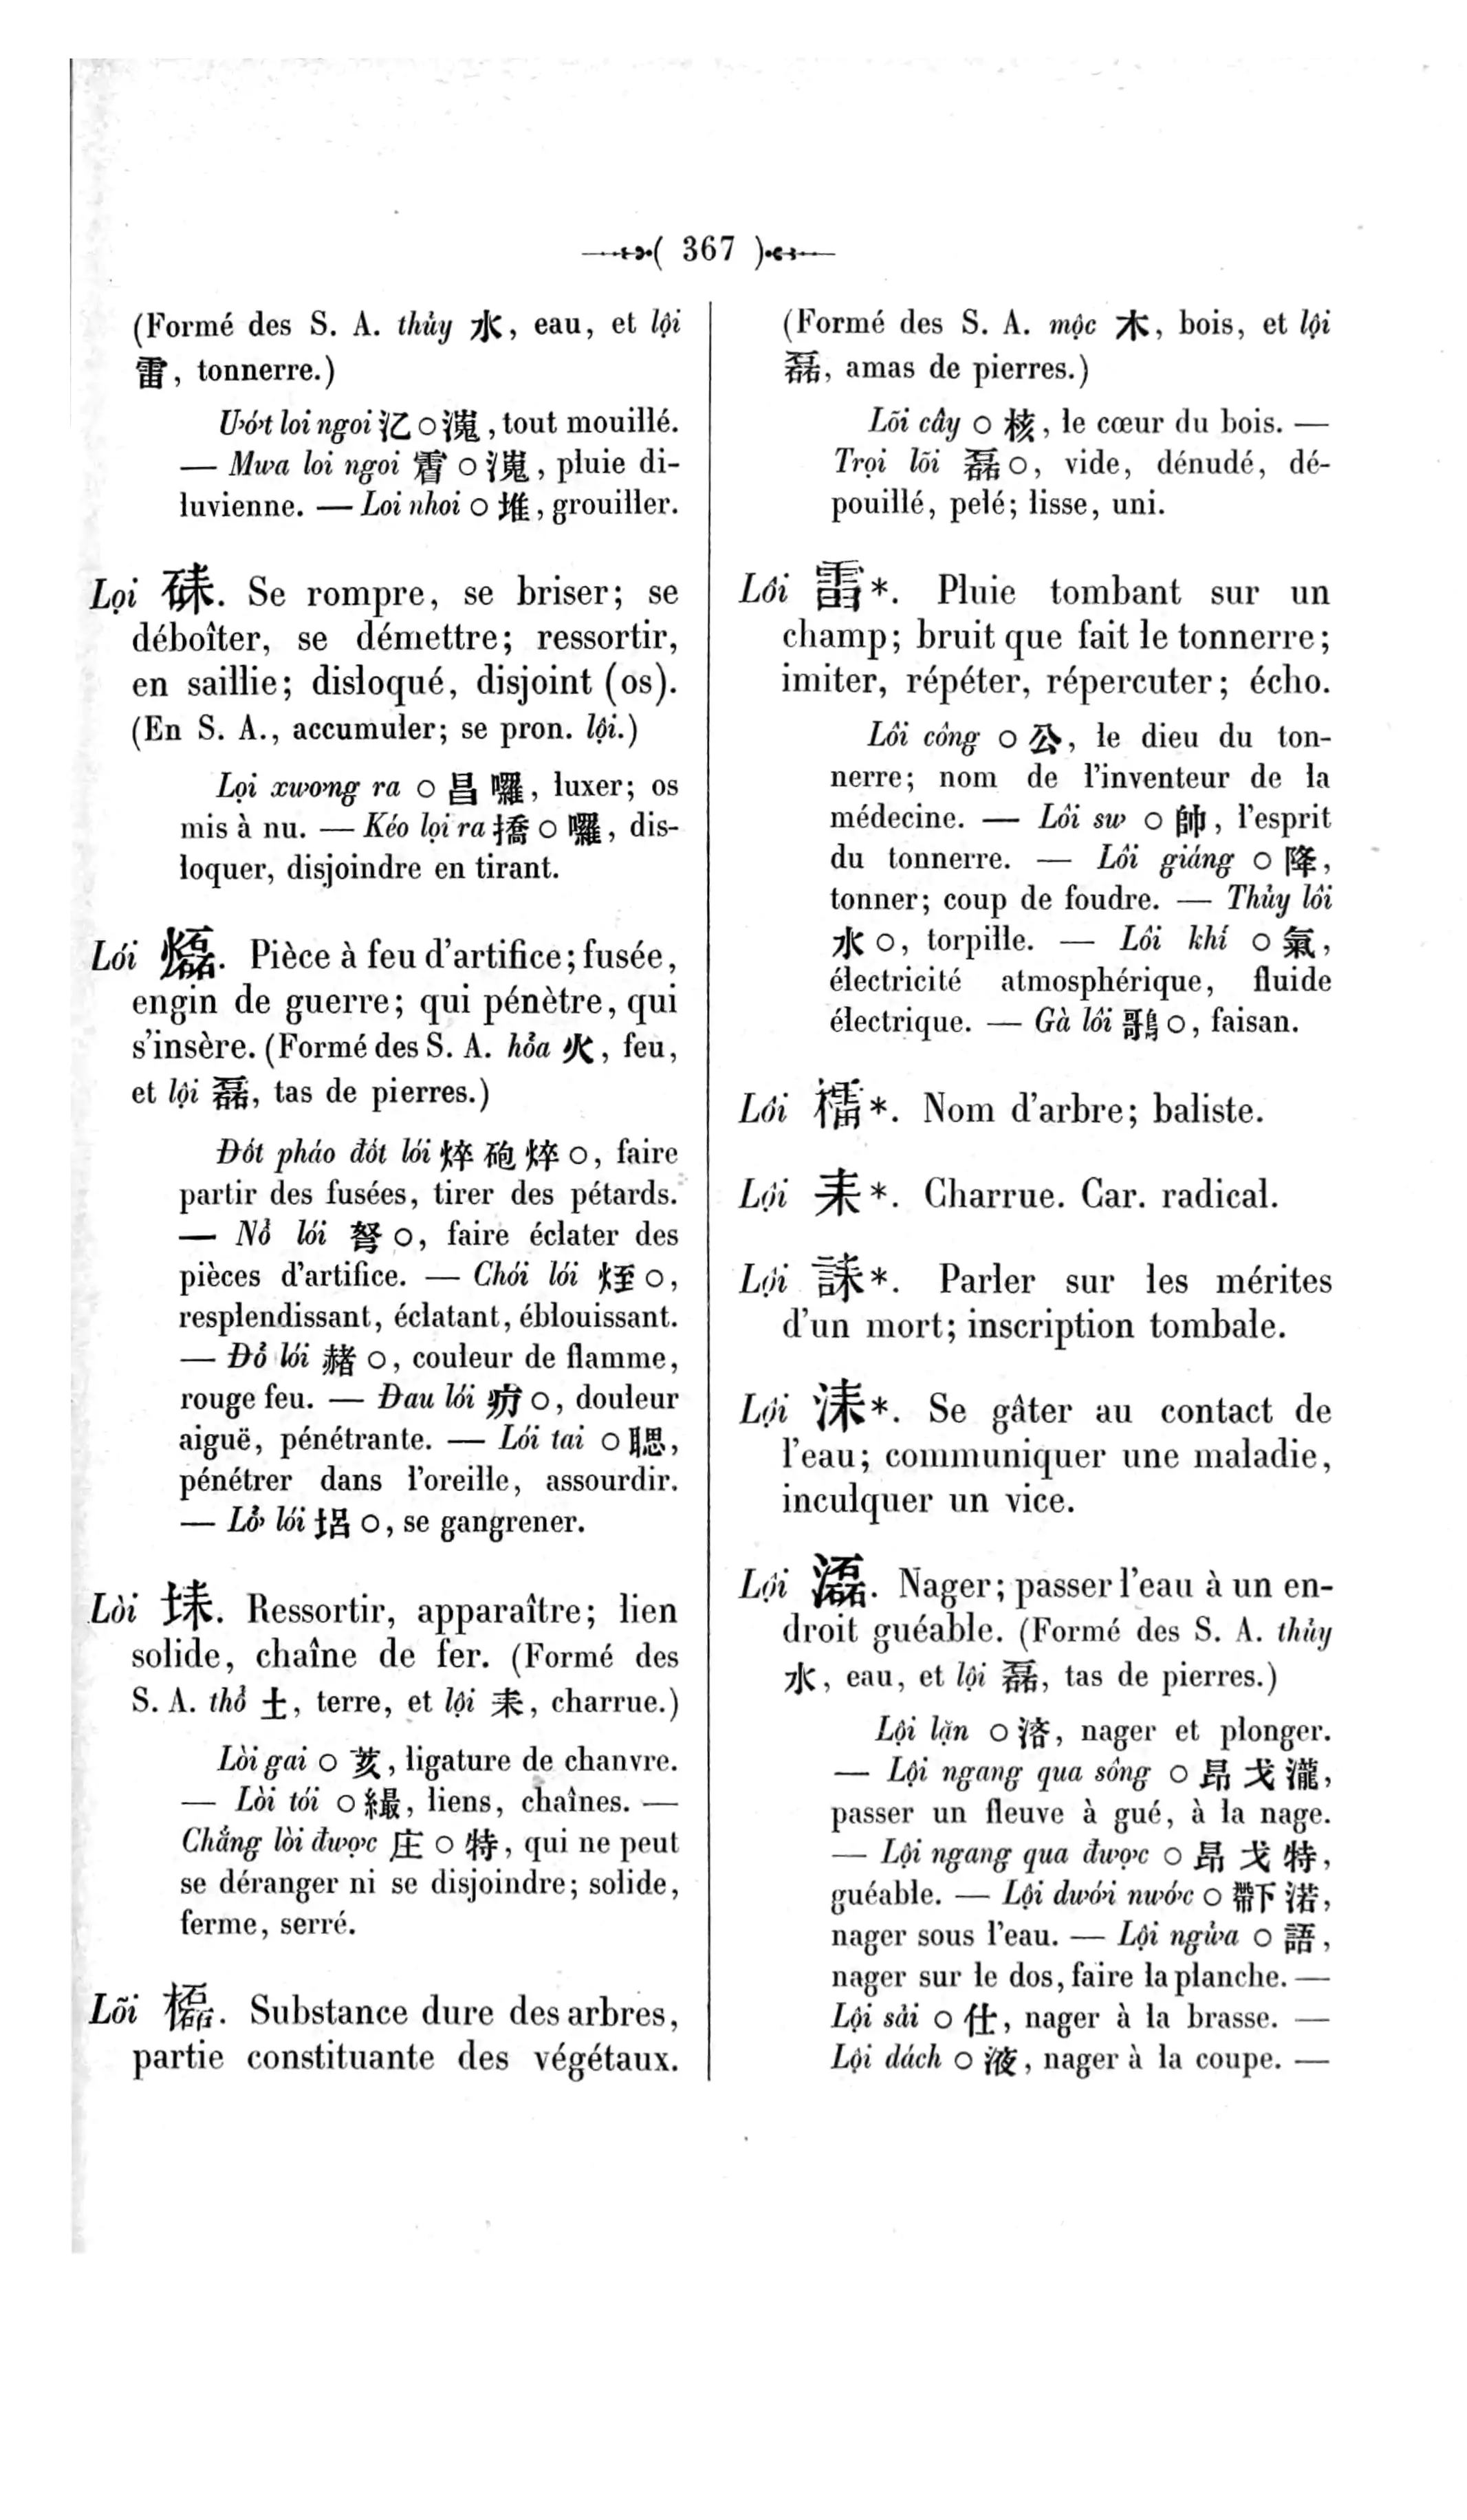 ( 367 )
(Formé des S. A. thủy 水, eau, et lội
雷, tonnerre.)
Ướt loi ngoi 氿 ○, tout mouillé.
— Mưa loi ngoi ○, pluie di-
luvienne. — Loi nhoi ○ 堆, grouiller.
Lọi 硉. Se rompre, se briser; se
déboîter, se démettre; ressortir,
en saillie; disloqué, disjoint (os).
(En S. A., accumuler; se pron. lội.)
Lọi xương ra ○ 昌 囉, luxer; os
mis à nu. — Kéo lọi ra 撟 ○ 囉, dis-
loquer, disjoindre en tirant.
Lói. Pièce à feu d'artifice; fusée,
engin de guerre; qui pénètre, qui
s'insère. (Formé des S. A. hỏa 火, feu,
et lội 磊, tas de pierres.)
Đốt pháo đốt lói 焠 砲 焠 ○, faire
partir des fusées, tirer des pétards.
— Nổ lói 弩 ○, faire éclater des
pièces d'artifice. — Chói lói ○,
resplendissant, éclatant, éblouissant.
— Đỏ lói 赭 ○, couleur de flamme,
rouge feu. — Đau lói ○, douleur
aiguë, pénétrante. — Lói tai ○,
pénétrer dans l'oreille, assourdir.
— Lở lói ○, se gangrener.
Lòi. Ressortir, apparaître; lien
solide, chaîne de fer. (Formé des
S. A. thổ 土, terre, et lội 耒, charrue.)
Lòi gai ○ 荄, ligature de chanvre.
— Lòi tói ○, liens, chaînes. —
Chẳng lòi được 庄 ○ 特, qui ne peut
se déranger ni se disjoindre; solide,
ferme, serré.
Lõi. Substance dure des arbres,
partie constituante des végétaux.
(Formé des S. A. mộc 木, bois, et lội
磊, amas de pierres.)
Lõi cây ○ 核, le cœur du bois. —
Trọi lõi 磊 ○, vide, dénudé, dé-
pouillé, pelé; lisse, uni.
Lôi 雷*. Pluie tombant sur un
champ; bruit que fait le tonnerre;
imiter, répéter, répercuter; écho.
Lôi công ○ 公, le dieu du ton-
nerre; nom de l'inventeur de la
médecine. — Lôi sư ○ 帥, l'esprit
du tonnerre. — Lôi giáng ○ 降,
tonner; coup de foudre. — Thủy lôi
水 ○, torpille. — Lôi khí ○ 氣,
électricité atmosphérique, fluide
électrique. — Gà lôi ○, faisan.
Lôi *. Nom d'arbre; baliste.
Lội 耒*. Charrue. Car. radical.
Lội 誄*. Parler sur les mérites
d'un mort; inscription tombale.
Lội *. Se gâter au contact de
l'eau; communiquer une maladie,
inculquer un vice.
Lội. Nager; passer l'eau à un en-
droit guéable. (Formé des S. A. thủy
水, eau, et lội 磊, tas de pierres.)
Lội lặn ○, nager et plonger.
— Lội ngang qua sông ○ 昂 戈 瀧,
passer un fleuve à gué, à la nage.
— Lội ngang qua được ○ 昂 戈 特,
guéable. — Lội dưới nước ○ 渃,
nager sous l'eau. — Lội ngửa ○ 語,
nager sur le dos, faire la planche. —
Lội sải ○ 仕, nager à la brasse. —
Lội dách ○ 液, nager à la coupe. —